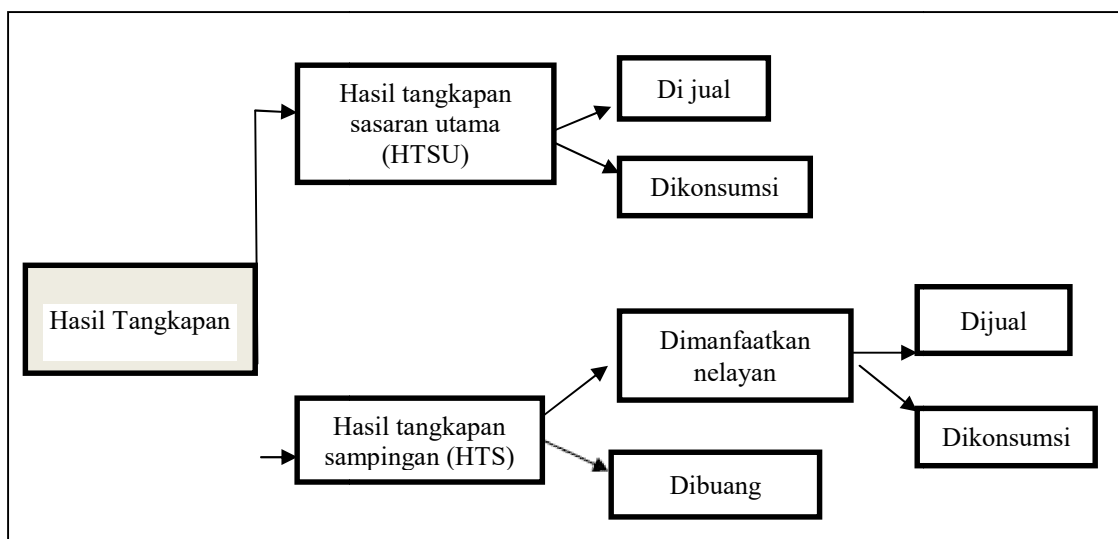 Hasil tangkapan
sasaran utama
(HTSU)
Di jual
Dikonsumsi
Hasil Tangkapan
Dimanfaatkan
nelayan
Dijual
Dikonsumsi
Hasil tangkapan
sampingan (HTS)
Dibuang